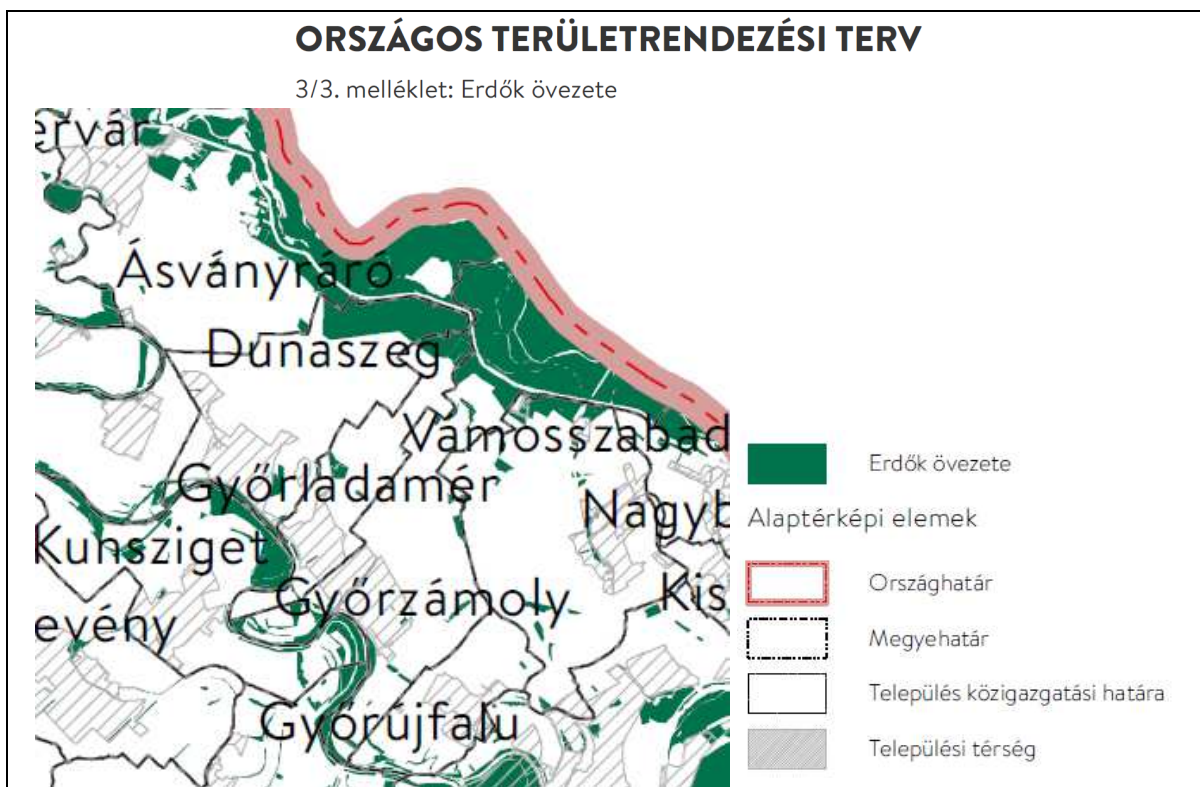 ORSZÁGOS TERÜLETRENDEZÉSI TERV
3/3. melléklet: Erdők övezete
ervár
Ásványráró
Dunaszeg
Vámosszabad
Győrladamér
Nagyb
Kunsziget
Győrzámoly
Kis
evény
Győrújfalu
Erdők övezete
Alaptérképi elemek
Országhatár
Megyehatár
Település közigazgatási határa
Települési térség